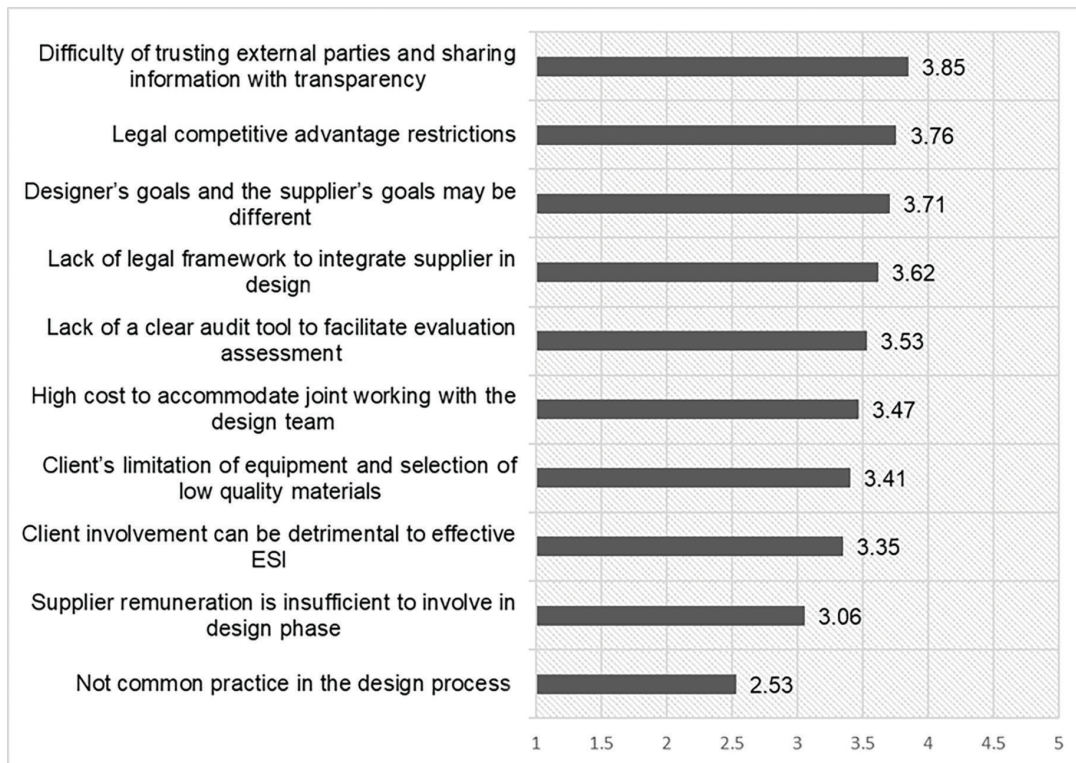 Difficulty of trusting external parties and sharing
information with transparency
3.85
Legal competitive advantage restrictions
3.76
Designer’s goals and the supplier’s goals may be
different
3.71
Lack of legal framework to integrate supplier in
design
3.62
Lack of a clear audit tool to facilitate evaluation
assessment
3.53
High cost to accommodate joint working with the
design team
3.47
Client’s limitation of equipment and selection of
low quality materials
3.41
Client involvement can be detrimental to effective
ESI
3.35
Supplier remuneration is insufficient to involve in
design phase
3.06
Not common practice in the design process
2.53
1 1.5 2 2.5 3 3.5 4 4.5 5